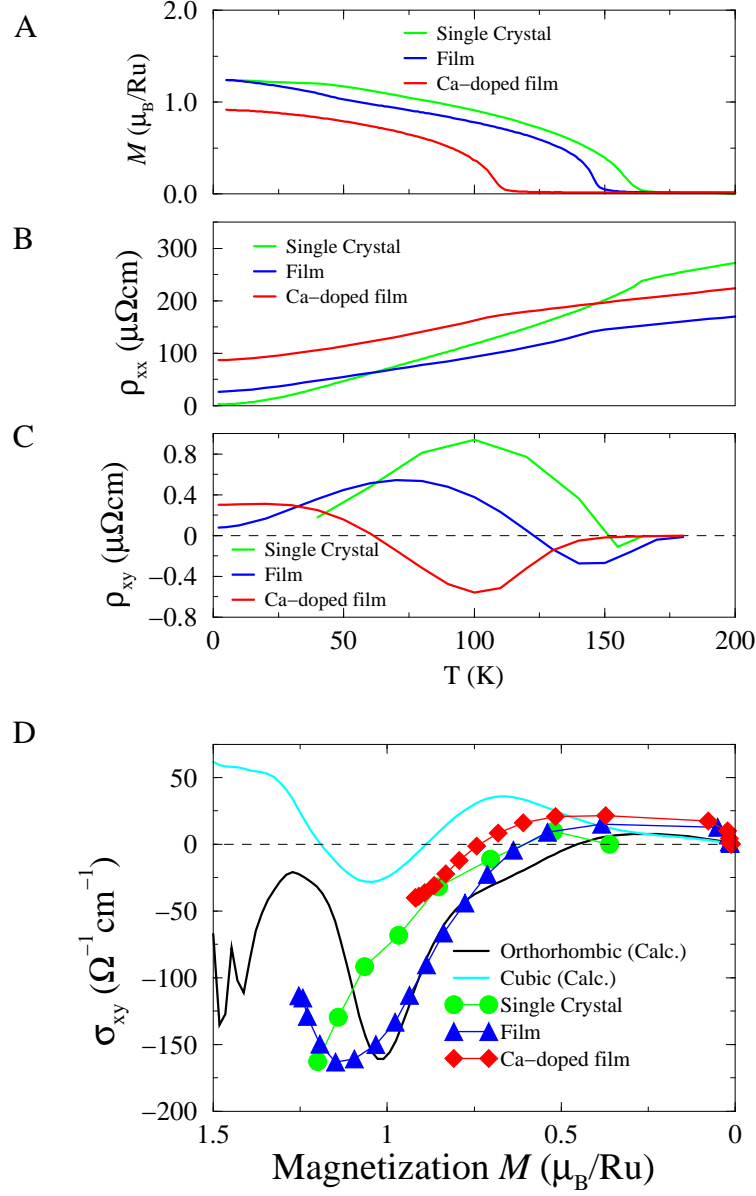 A
2.0
1.0
0.0
M (μB/Ru)
Single Crystal
Film
Ca−doped film
B
300
200
100
0
ρxx (μΩcm)
Single Crystal
Film
Ca−doped film
C
0.8
0.4
0
−0.4
−0.8
ρxy (μΩcm)
Single Crystal
Film
Ca−doped film
0 50 100 150 200
T (K)
D
50
0
−50
−100
−150
−200
σxy (Ω−1cm−1)
Orthorhombic (Calc.)
Cubic (Calc.)
Single Crystal
Film
Ca−doped film
1.5 1 0.5 0
Magnetization M (μB/Ru)